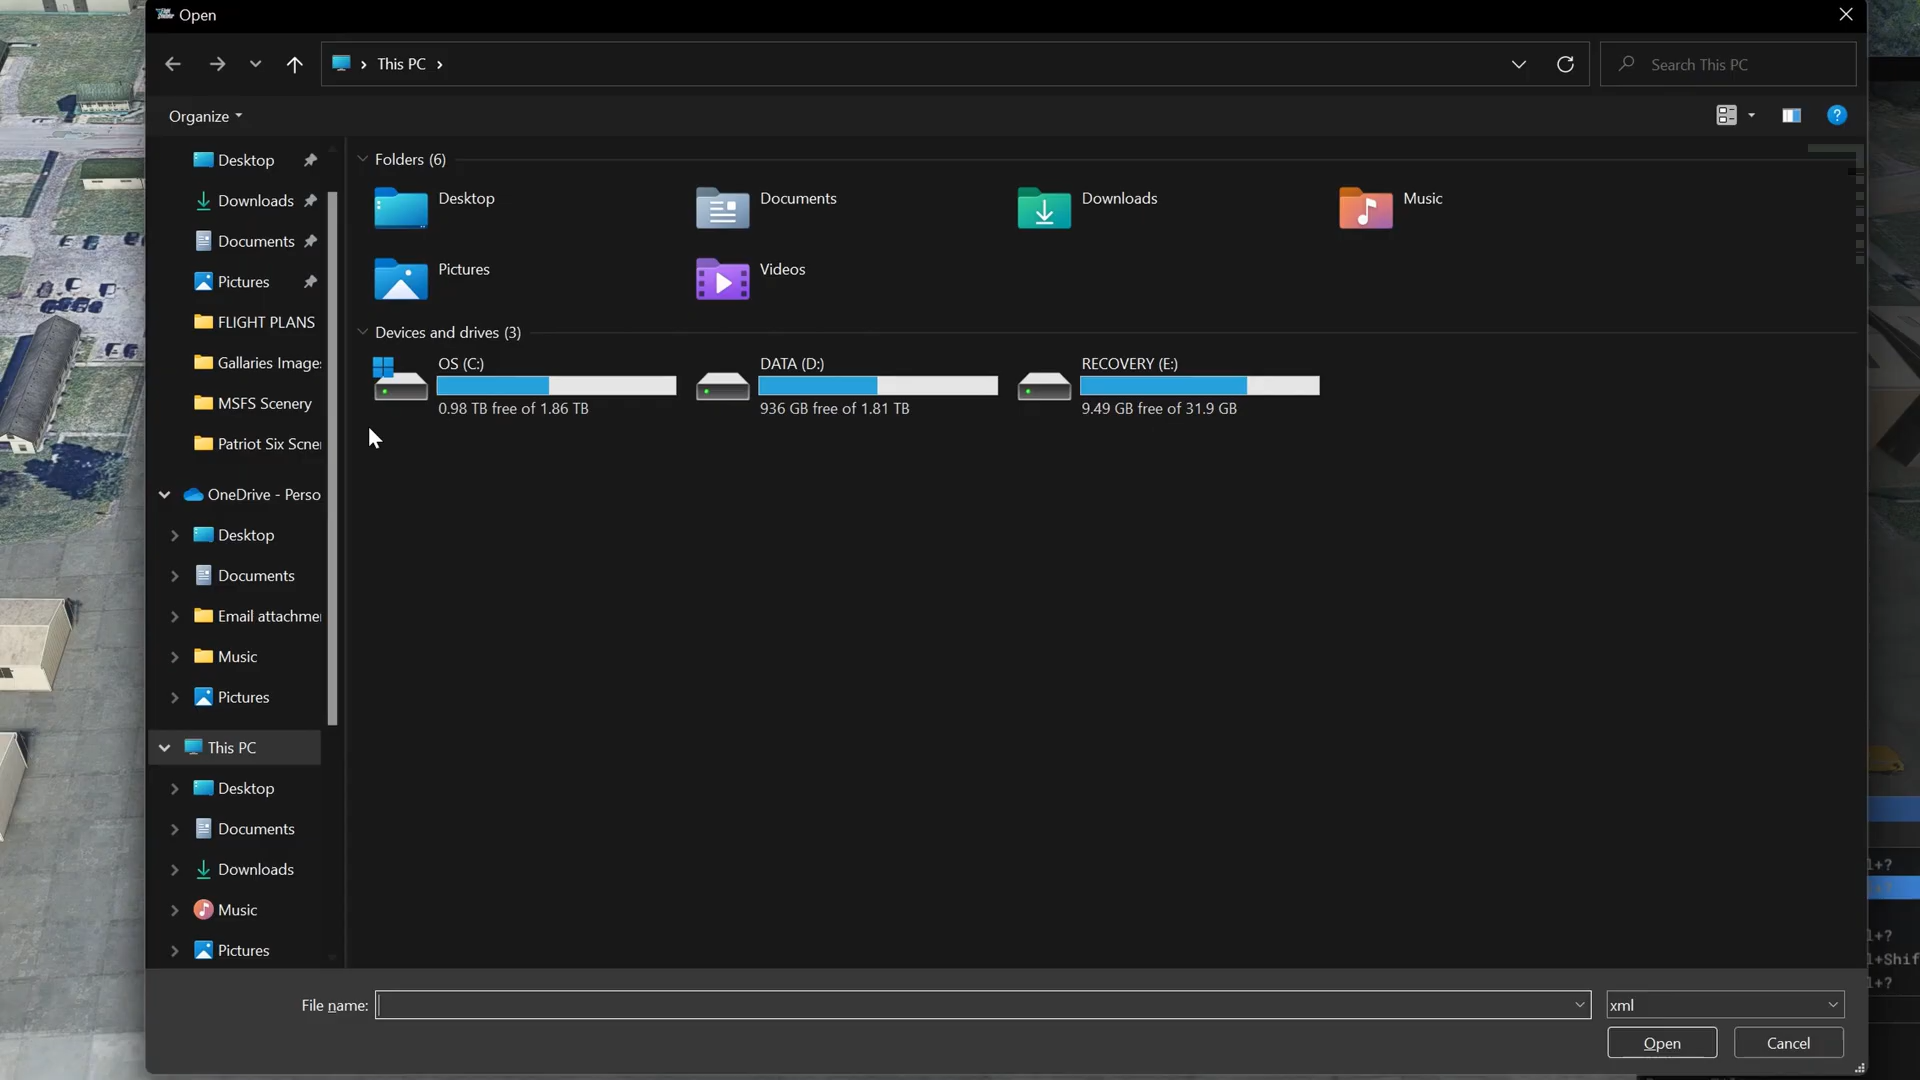 Open
This PC
Search This PC
Organize
Desktop
Downloads
Documents
Pictures
FLIGHT PLANS
Gallaries Image
MSFS Scenery
Patriot Six Scne
OneDrive - Perso
Desktop
Documents
Email attachme
Music
Pictures
This PC
Desktop
Documents
Downloads
Music
Pictures
Folders (6)
Desktop
Documents
Downloads
Music
Pictures
Videos
Devices and drives (3)
OS (C:)
0.98 TB free of 1.86 TB
DATA (D:)
936 GB free of 1.81 TB
RECOVERY (E:)
9.49 GB free of 31.9 GB
l+?
l+?
l+Shif
l+?
File name:
xml
Open
Cancel